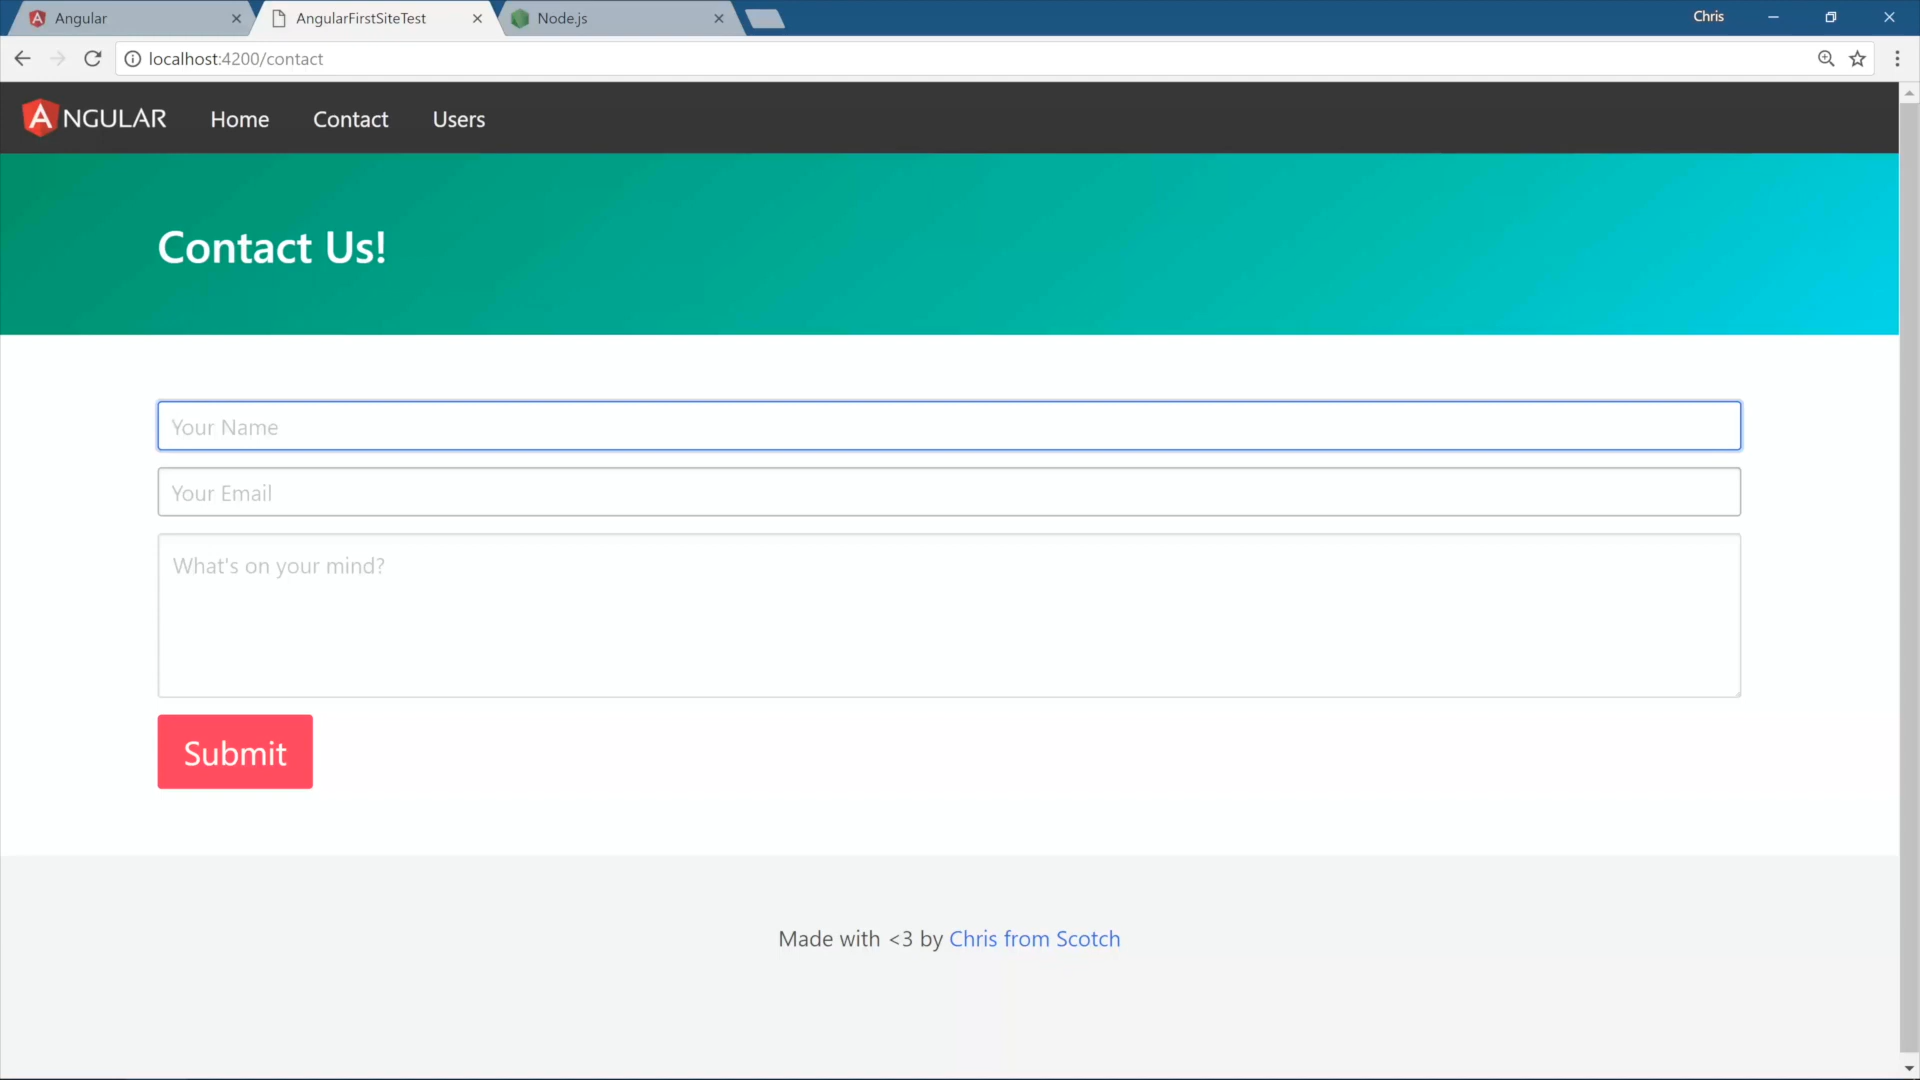 Angular
AngularFirstSiteTest
Node.js
Chris
localhost:4200/contact
ANGULAR
Home
Contact
Users
Contact Us!
Your Name
Your Email
What's on your mind?
Submit
Made with <3 by Chris from Scotch